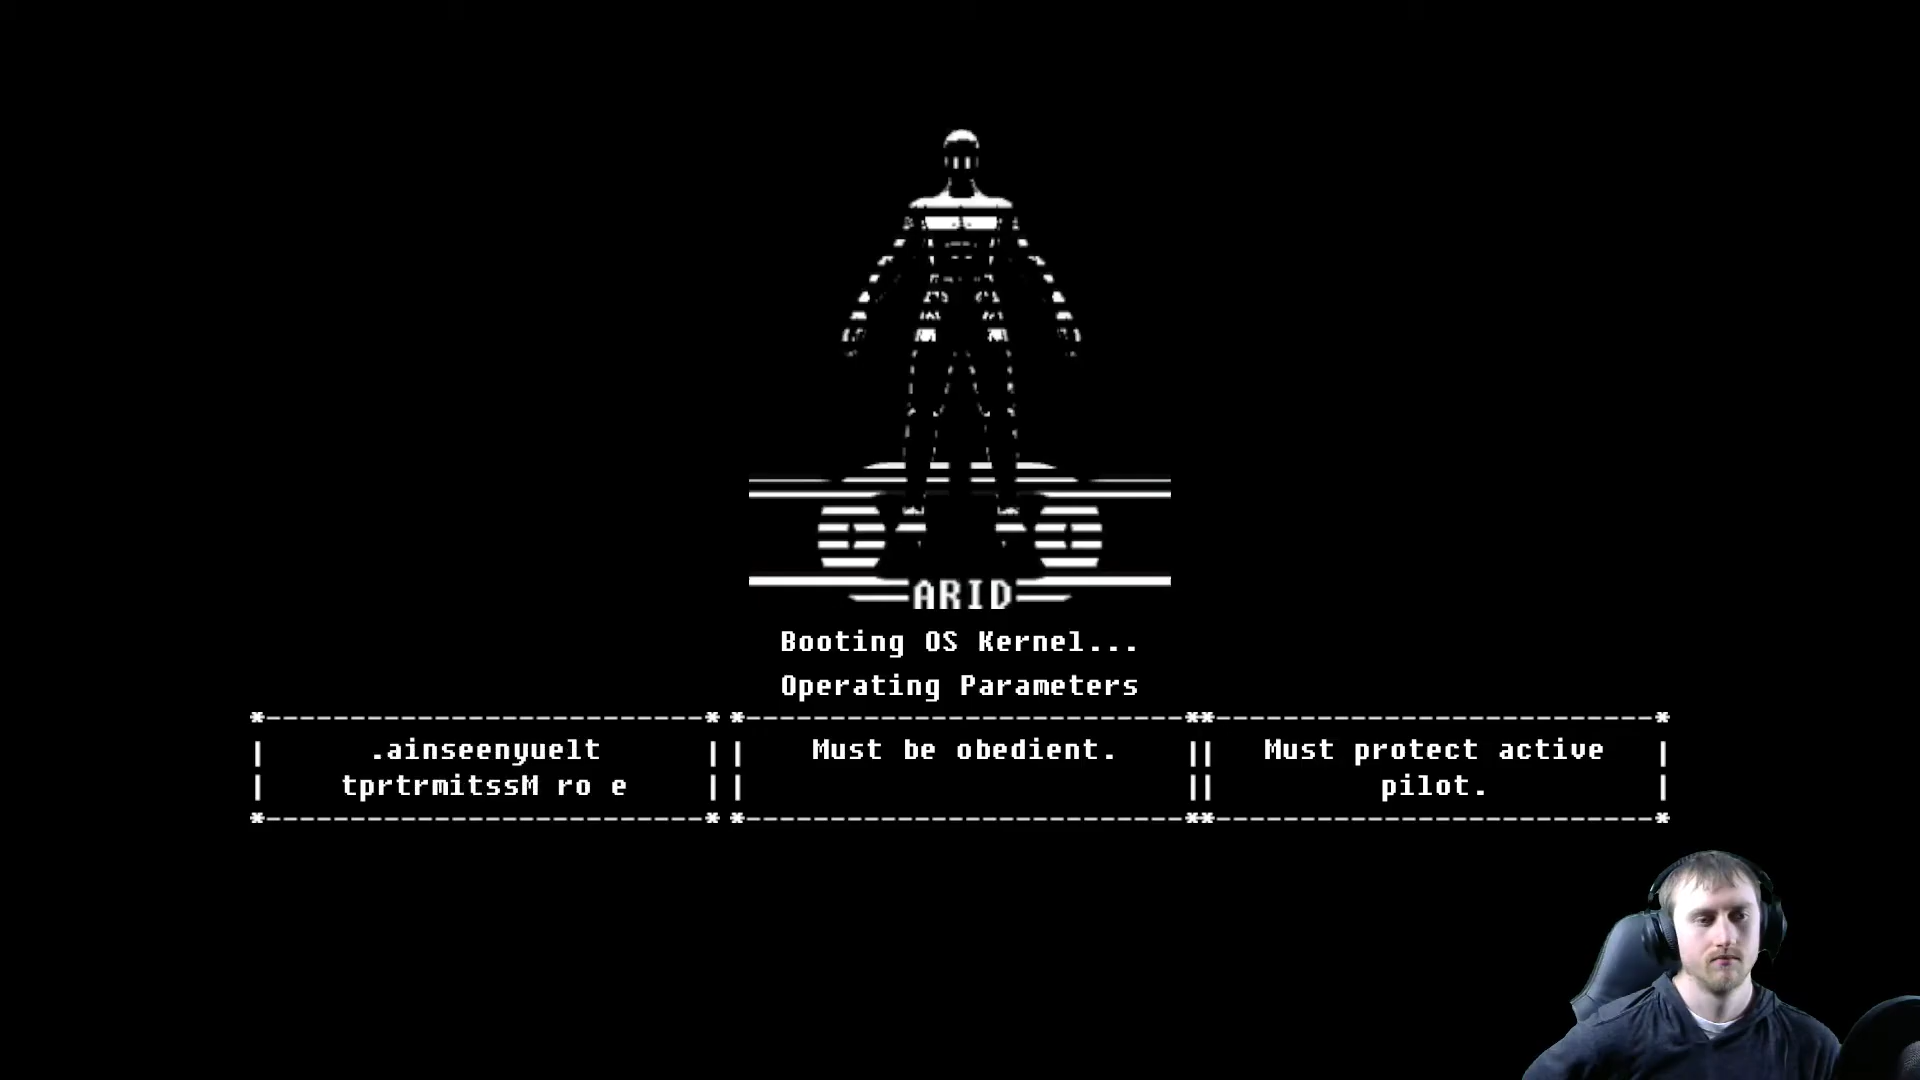 ARID
Booting OS Kernel...
Operating Parameters
.ainseenyuelt
tprtrmitssM ro e
Must be obedient.
Must protect active
pilot.